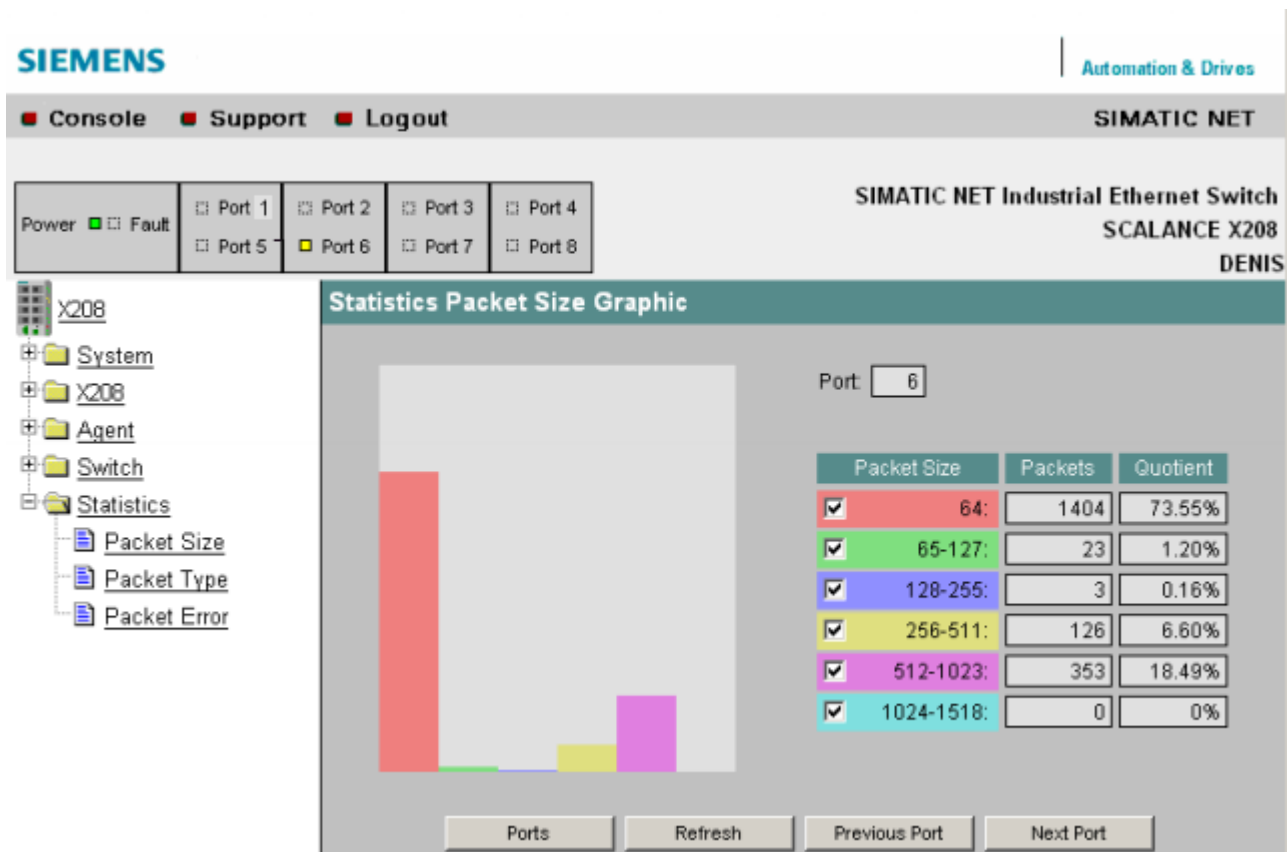 SIEMENS
Automation & Drives
Console Support Logout
SIMATIC NET
Power Fault
Port 1 Port 2 Port 3 Port 4
Port 5 Port 6 Port 7 Port 8
SIMATIC NET Industrial Ethernet Switch
SCALANCE X208
DENIS
X208
System
X208
Agent
Switch
Statistics
Packet Size
Packet Type
Packet Error
Statistics Packet Size Graphic
Port: 6
Packet Size Packets Quotient
64: 1404 73.55%
65-127: 23 1.20%
128-255: 3 0.16%
256-511: 126 6.60%
512-1023: 353 18.49%
1024-1518: 0 0%
Ports Refresh Previous Port Next Port